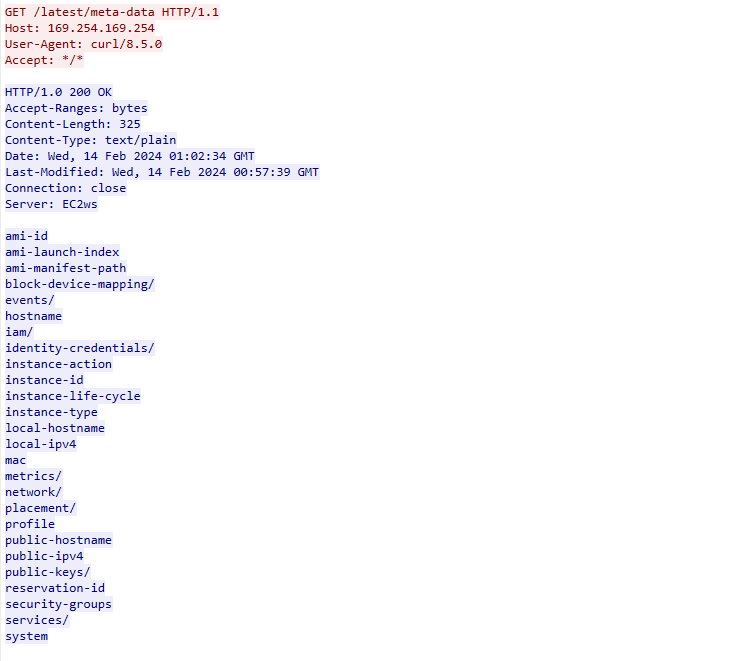 GET /latest/meta-data HTTP/1.1
Host: 169.254.169.254
User-Agent: curl/8.5.0
Accept: */*
HTTP/1.0 200 OK
Accept-Ranges: bytes
Content-Length: 325
Content-Type: text/plain
Date: Wed, 14 Feb 2024 01:02:34 GMT
Last-Modified: Wed, 14 Feb 2024 00:57:39 GMT
Connection: close
Server: EC2ws
ami-id
ami-launch-index
ami-manifest-path
block-device-mapping/
events/
hostname
iam/
identity-credentials/
instance-action
instance-id
instance-life-cycle
instance-type
local-hostname
local-ipv4
mac
metrics/
network/
placement/
profile
public-hostname
public-ipv4
public-keys/
reservation-id
security-groups
services/
system